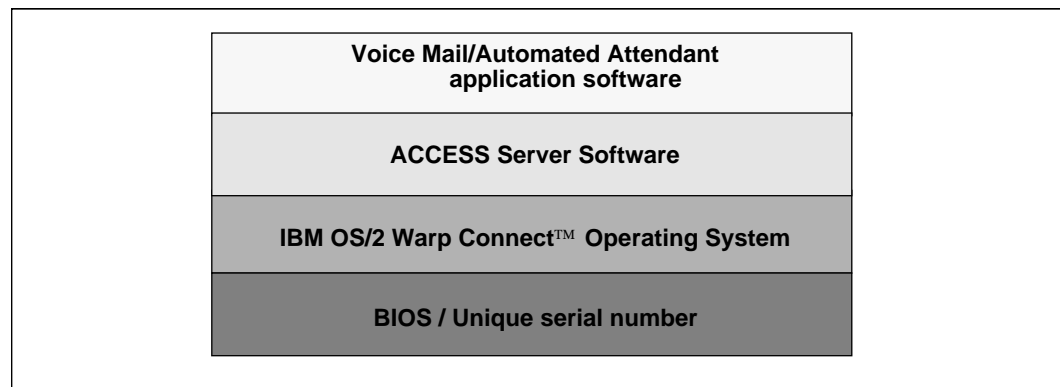 Voice Mail/Automated Attendant
application software
ACCESS Server Software
IBM OS/2 Warp Connect™ Operating System
BIOS / Unique serial number